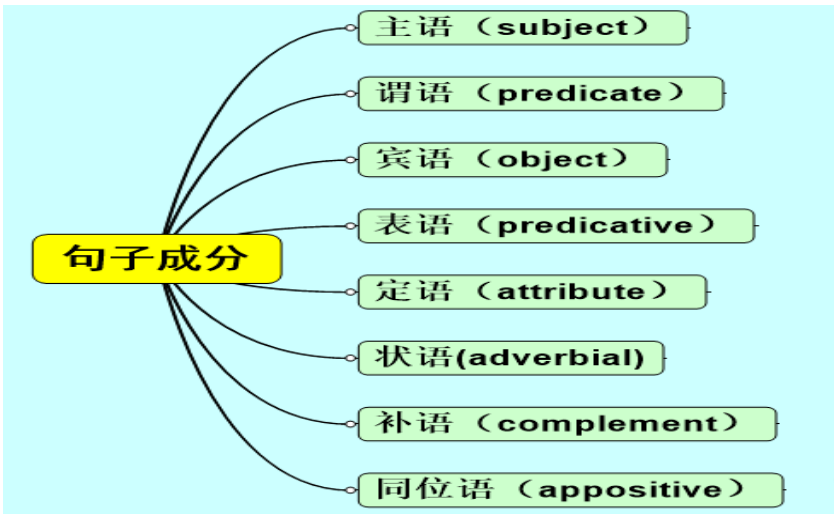 主语（subject）
谓语（predicate）
宾语（object）
表语（predicative）
句子成分
定语（attribute）
状语(adverbial)
补语（complement）
同位语（appositive）